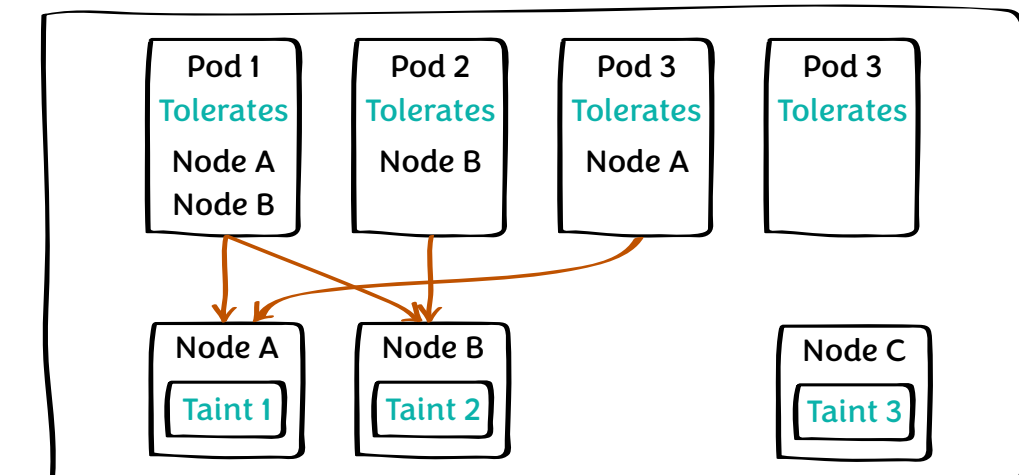 Pod 1
Tolerates
Node A
Node B
Pod 2
Tolerates
Node B
Pod 3
Tolerates
Node A
Pod 3
Tolerates
Node A
Taint 1
Node B
Taint 2
Node C
Taint 3